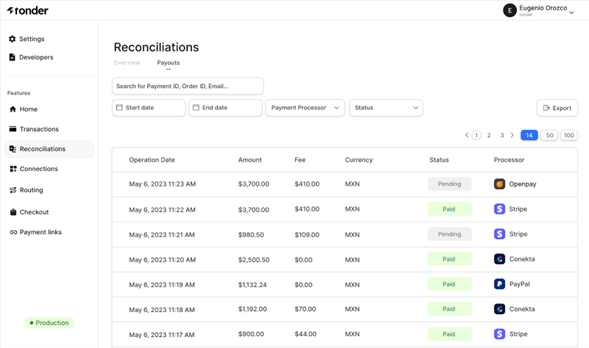 tonder
E
Eugenio Orozco
Girolar
Settings
Developers
Features
Home
Transactions
Reconciliations
Connections
Routing
Checkout
Payment links
Production
Reconciliations
Overview Payouts
Search for Payment ID, Order ID, Email...
Start date End date Payment Processor Status Export
1 2 3 14 50 100
Operation Date Amount Fee Currency Status Processor
May 6, 2023 11:23 AM $3,700.00 $410.00 MXN Pending Openpay
May 6, 2023 11:22 AM $3,700.00 $410.00 MXN Paid Stripe
May 6, 2023 11:21 AM $980.50 $109.00 MXN Pending Stripe
May 6, 2023 11:20 AM $2,500.50 $0.00 MXN Paid Conekta
May 6, 2023 11:19 AM $1,132.24 $0.00 MXN Paid PayPal
May 6, 2023 11:18 AM $1,192.00 $70.00 MXN Paid Conekta
May 6, 2023 11:17 AM $900.00 $44.00 MXN Paid Stripe